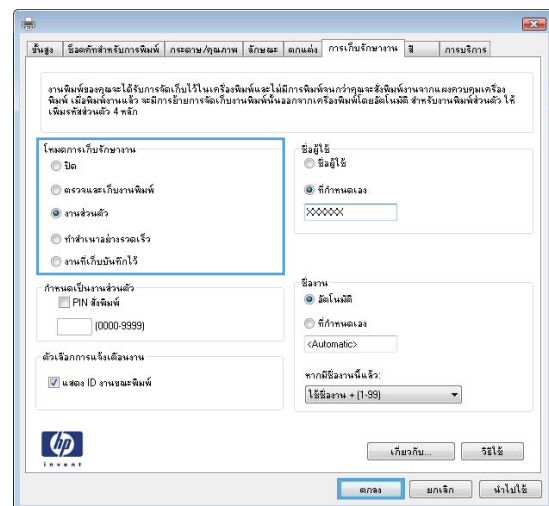 ขั้นสูง ช็อตคัทสำหรับการพิมพ์ กระดาษ/คุณภาพ ลักษณะ ตกแต่ง การเก็บรักษางาน สี การบริการ
งานพิมพ์ของคุณจะได้รับการจัดเก็บไว้ในเครื่องพิมพ์และไม่มีการพิมพ์จนกว่าคุณจะสั่งพิมพ์งานจากแผงควบคุมเครื่อง
พิมพ์ เมื่อพิมพ์งานแล้ว จะมีการย้ายการจัดเก็บงานพิมพ์นั้นออกจากเครื่องพิมพ์โดยอัตโนมัติ สำหรับงานพิมพ์ส่วนตัว ให้
เพิ่มรหัสส่วนตัว 4 หลัก
โหมดการเก็บรักษางาน
ปิด
ตรวจและเก็บงานพิมพ์
งานส่วนตัว
ทำสำเนาอย่างรวดเร็ว
งานที่เก็บบันทึกไว้
ชื่อผู้ใช้
ชื่อผู้ใช้
ที่กำหนดเอง
XXXXXX
กำหนดเป็นงานส่วนตัว
PIN สั่งพิมพ์
(0000-9999)
ชื่องาน
อัตโนมัติ
ที่กำหนดเอง
<Automatic>
หากมีชื่องานนี้แล้ว:
ใช้ชื่องาน + (1-99)
ตัวเลือกการแจ้งเตือนงาน
แสดง ID งานขณะพิมพ์
hp
invent
เกี่ยวกับ... วิธีใช้
ตกลง ยกเลิก นำไปใช้